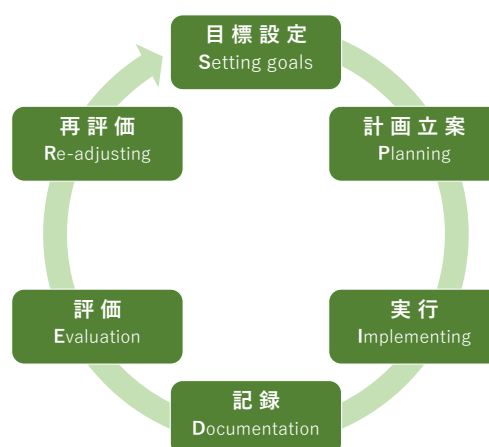 目標設定
Setting goals
計画立案
Planning
実行
Implementing
記録
Documentation
評価
Evaluation
再評価
Re-adjusting